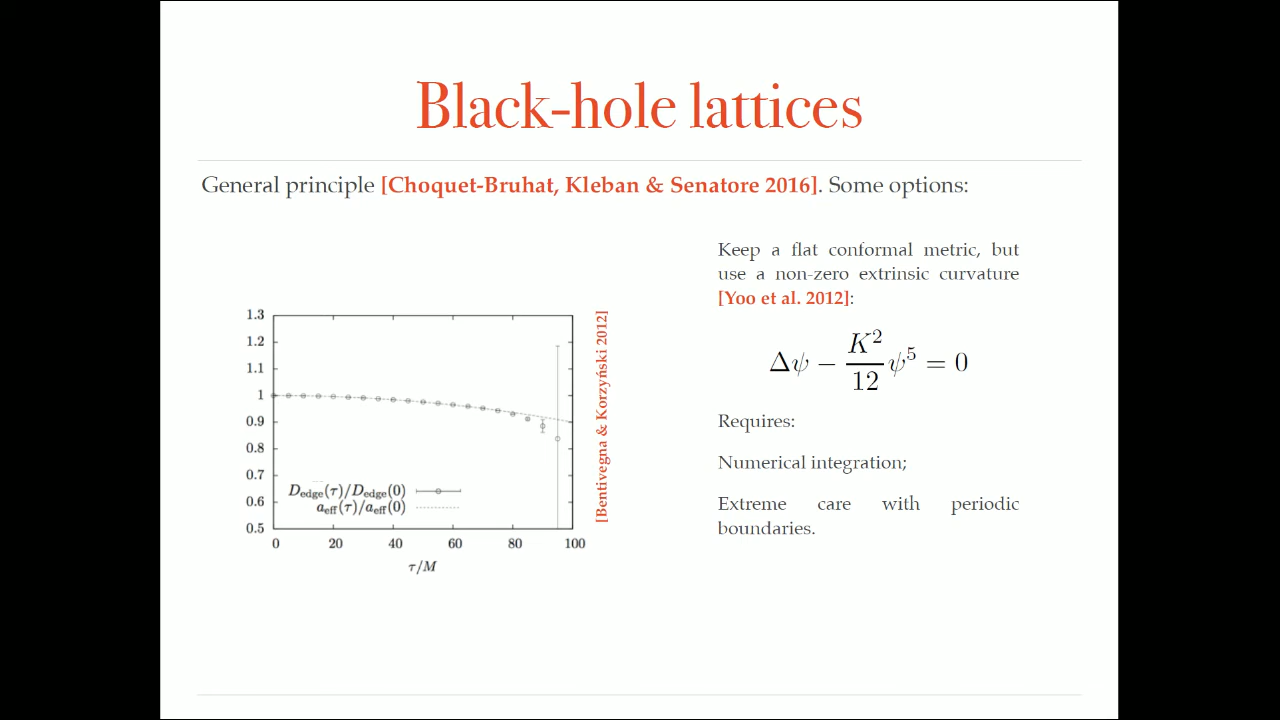 Black-hole lattices
General principle [Choquet-Bruhat, Kleban & Senatore 2016]. Some options:
1.3
1.2
1.1
1
0.9
0.8
0.7
0.6
0.5
D_edge(τ)/D_edge(0)
a_eff(τ)/a_eff(0)
0 20 40 60 80 100
τ/M
[Bentivegna & Korzyński 2012]
Keep a flat conformal metric, but
use a non-zero extrinsic curvature
[Yoo et al. 2012]:
Δψ − K²/12 ψ⁵ = 0
Requires:
Numerical integration;
Extreme care with periodic
boundaries.